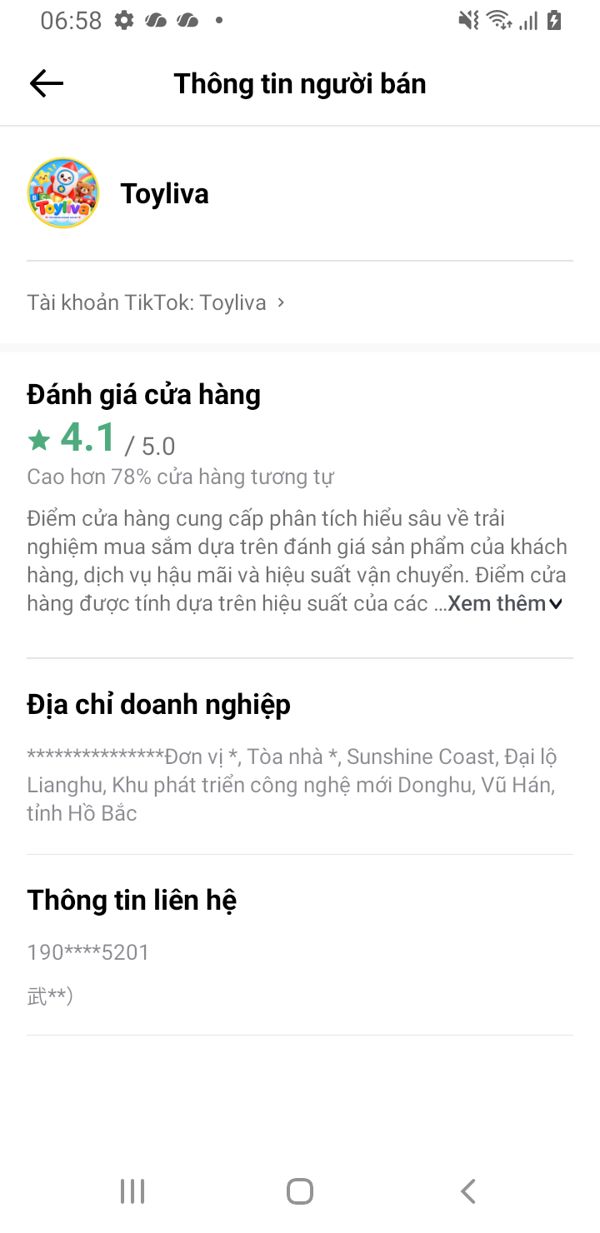 06:58
Thông tin người bán
Toyliva
Toyliva
Tài khoản TikTok: Toyliva
Đánh giá cửa hàng
4.1 / 5.0
Cao hơn 78% cửa hàng tương tự
Điểm cửa hàng cung cấp phân tích hiểu sâu về trải
nghiệm mua sắm dựa trên đánh giá sản phẩm của khách
hàng, dịch vụ hậu mãi và hiệu suất vận chuyển. Điểm cửa
hàng được tính dựa trên hiệu suất của các ...Xem thêm
Địa chỉ doanh nghiệp
***************Đơn vị *, Tòa nhà *, Sunshine Coast, Đại lộ
Lianghu, Khu phát triển công nghệ mới Donghu, Vũ Hán,
tỉnh Hồ Bắc
Thông tin liên hệ
190****5201
武**)